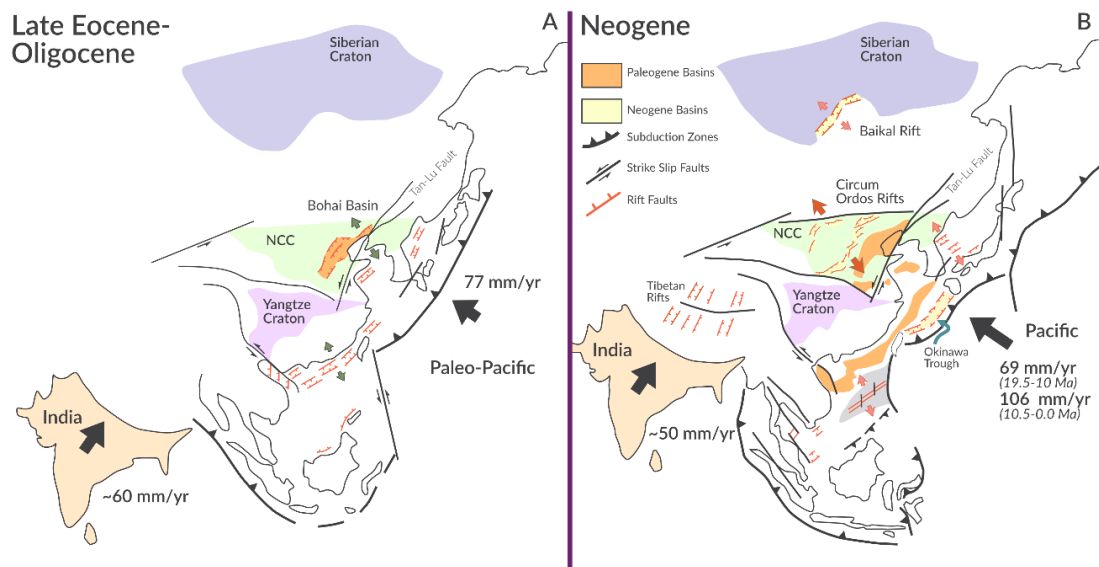 Late Eocene-
Oligocene
A
Siberian
Craton
Tan-Lu Fault
Bohai Basin
NCC
77 mm/yr
Yangtze
Craton
Paleo-Pacific
India
~60 mm/yr
Neogene
B
Siberian
Craton
Paleogene Basins
Neogene Basins
Subduction Zones
Strike Slip Faults
Rift Faults
Baikal Rift
Tan-Lu Fault
Circum
Ordos Rifts
NCC
Tibetan
Rifts
Yangtze
Craton
India
~50 mm/yr
Pacific
Okinawa
Trough
69 mm/yr
(19.5-10 Ma)
106 mm/yr
(10.5-0.0 Ma)